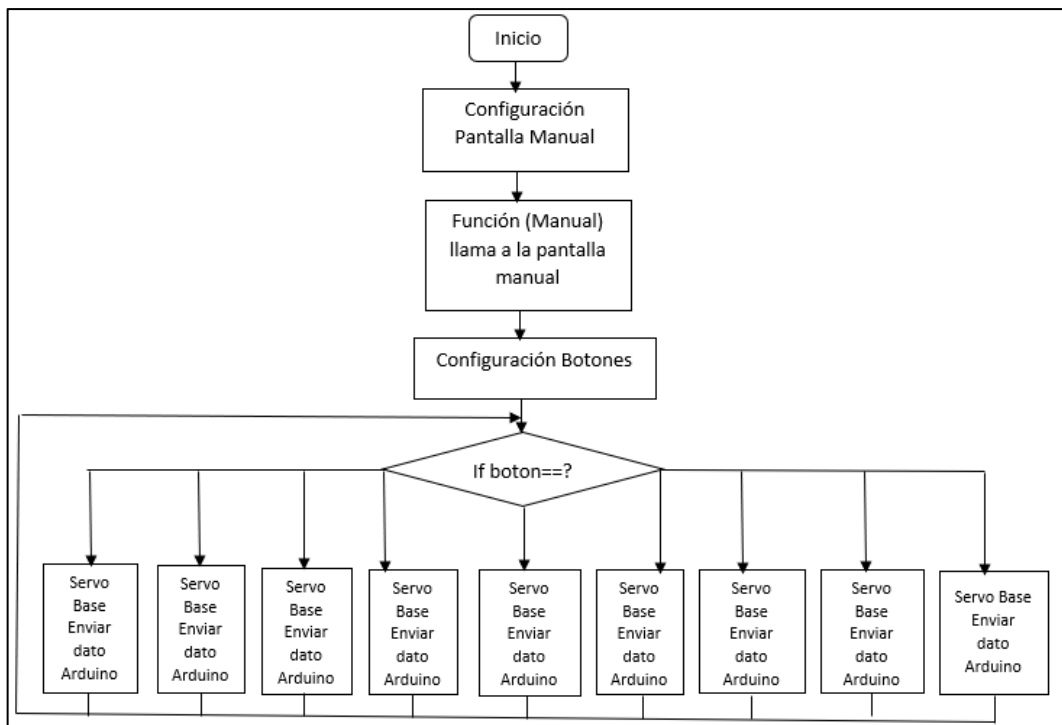 Inicio
Configuración
Pantalla Manual
Función (Manual)
llama a la pantalla
manual
Configuración Botones
If boton==?
Servo
Base
Enviar
dato
Arduino
Servo
Base
Enviar
dato
Arduino
Servo
Base
Enviar
dato
Arduino
Servo
Base
Enviar
dato
Arduino
Servo
Base
Enviar
dato
Arduino
Servo
Base
Enviar
dato
Arduino
Servo
Base
Enviar
dato
Arduino
Servo
Base
Enviar
dato
Arduino
Servo Base
Enviar
dato
Arduino